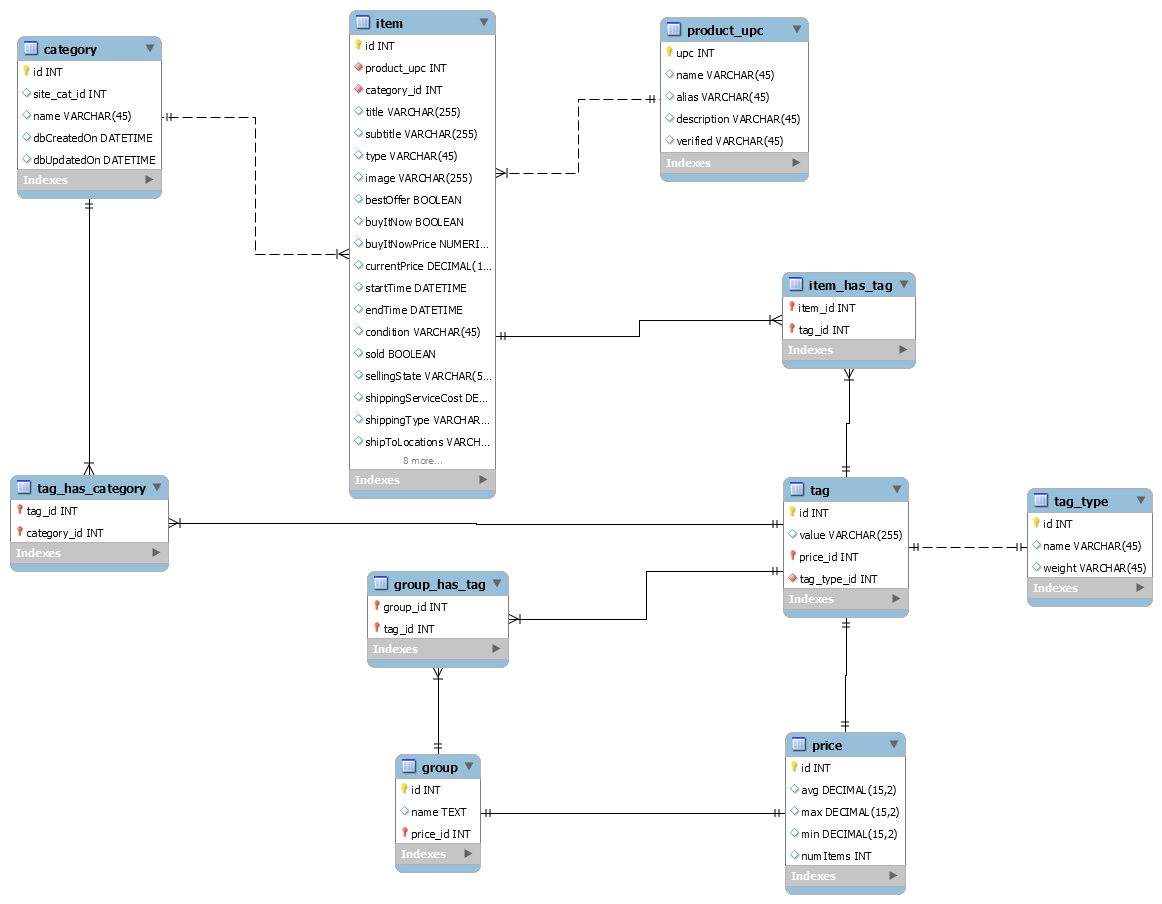 category
id INT
site_cat_id INT
name VARCHAR(45)
dbCreatedOn DATETIME
dbUpdatedOn DATETIME
Indexes
item
id INT
product_upc INT
category_id INT
title VARCHAR(255)
subtitle VARCHAR(255)
type VARCHAR(45)
image VARCHAR(255)
bestOffer BOOLEAN
buyItNow BOOLEAN
buyItNowPrice NUMERI...
currentPrice DECIMAL(1...
startTime DATETIME
endTime DATETIME
condition VARCHAR(45)
sold BOOLEAN
sellingState VARCHAR(5...
shippingServiceCost DE...
shippingType VARCHAR...
shipToLocations VARCH...
8 more...
Indexes
product_upc
upc INT
name VARCHAR(45)
alias VARCHAR(45)
description VARCHAR(45)
verified VARCHAR(45)
Indexes
item_has_tag
item_id INT
tag_id INT
Indexes
tag_has_category
tag_id INT
category_id INT
Indexes
tag
id INT
value VARCHAR(255)
price_id INT
tag_type_id INT
Indexes
tag_type
id INT
name VARCHAR(45)
weight VARCHAR(45)
Indexes
group_has_tag
group_id INT
tag_id INT
Indexes
group
id INT
name TEXT
price_id INT
Indexes
price
id INT
avg DECIMAL(15,2)
max DECIMAL(15,2)
min DECIMAL(15,2)
numItems INT
Indexes